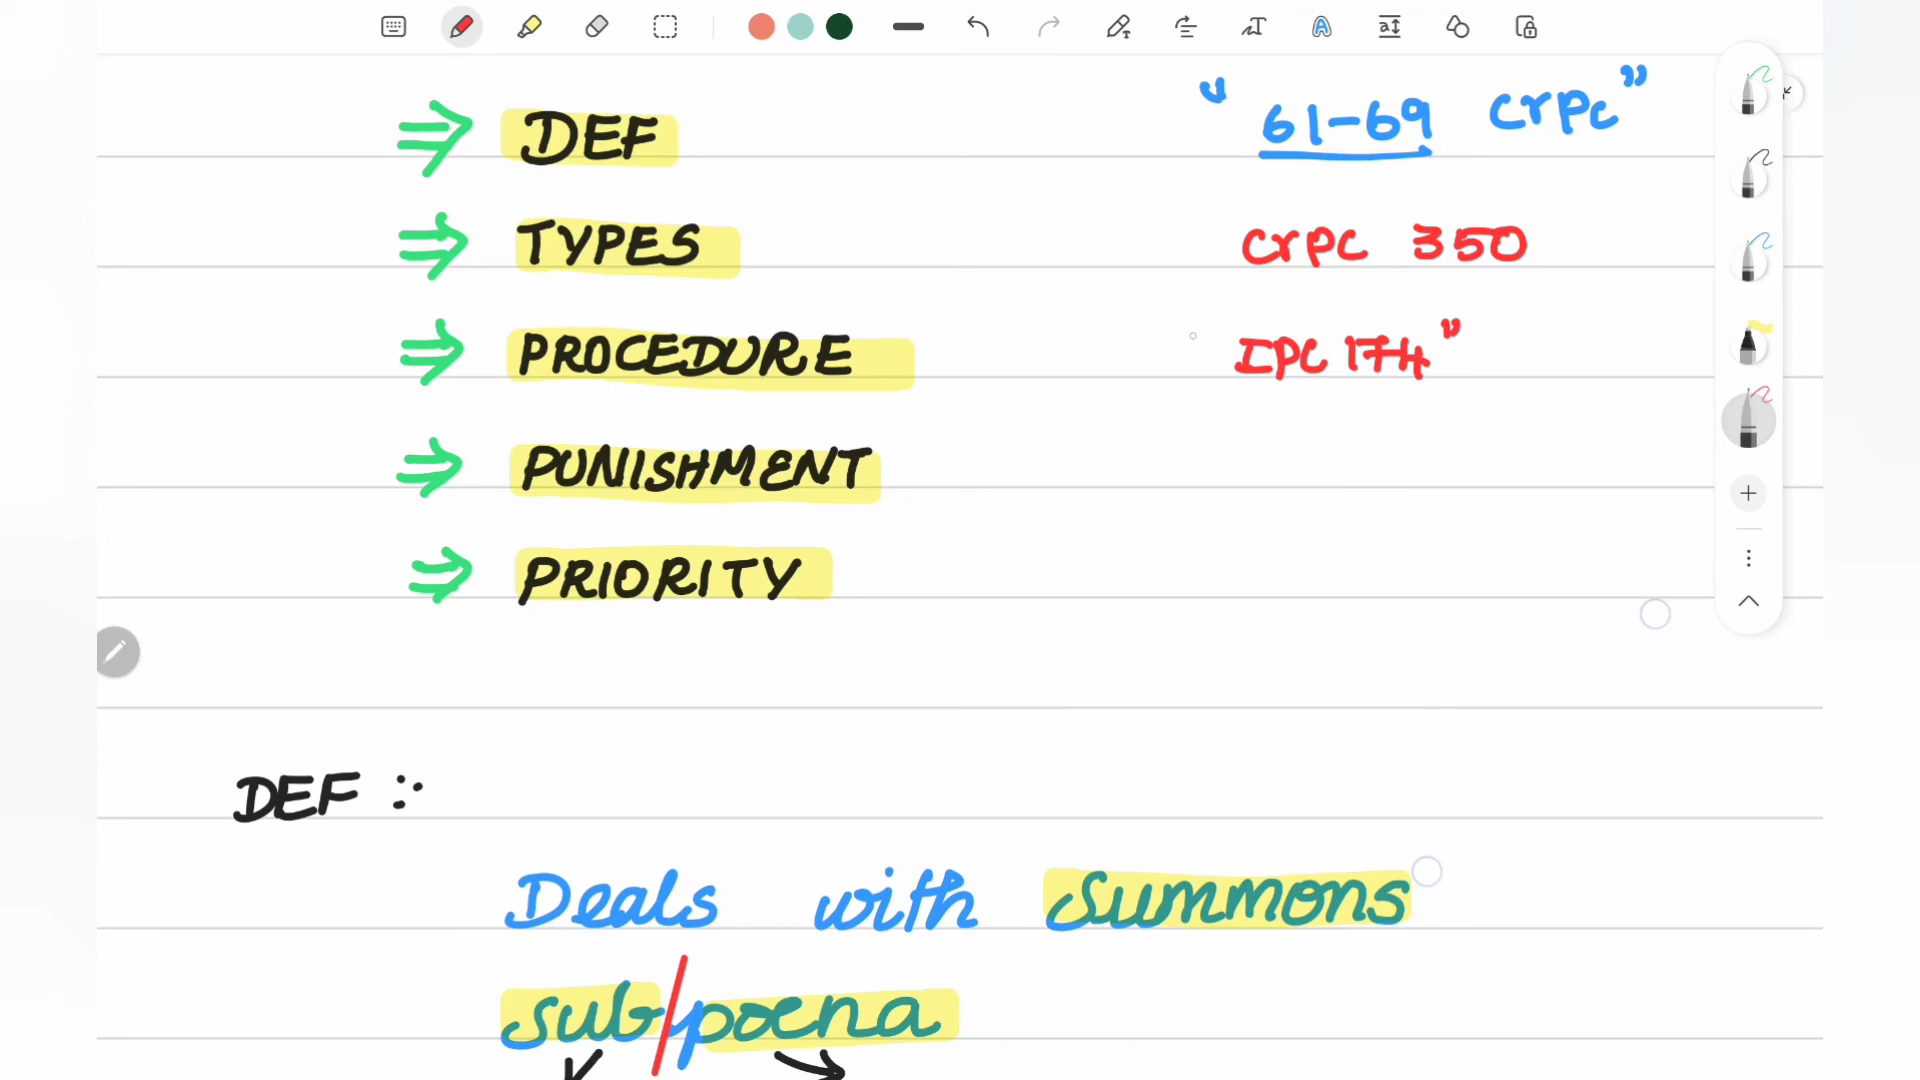 ⇒ DEF
"61-69 CrPC"
⇒ TYPES
CrPC 350
⇒ PROCEDURE
IPC 174"
⇒ PUNISHMENT
⇒ PRIORITY
DEF :-
Deals with Summons
sub/poena